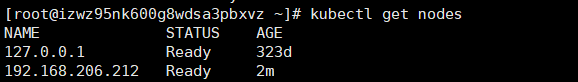 [root@izwz95nk600g8wdsa3pbxvz ~]# kubectl get nodes
NAME STATUS AGE
127.0.0.1 Ready 323d
192.168.206.212 Ready 2m